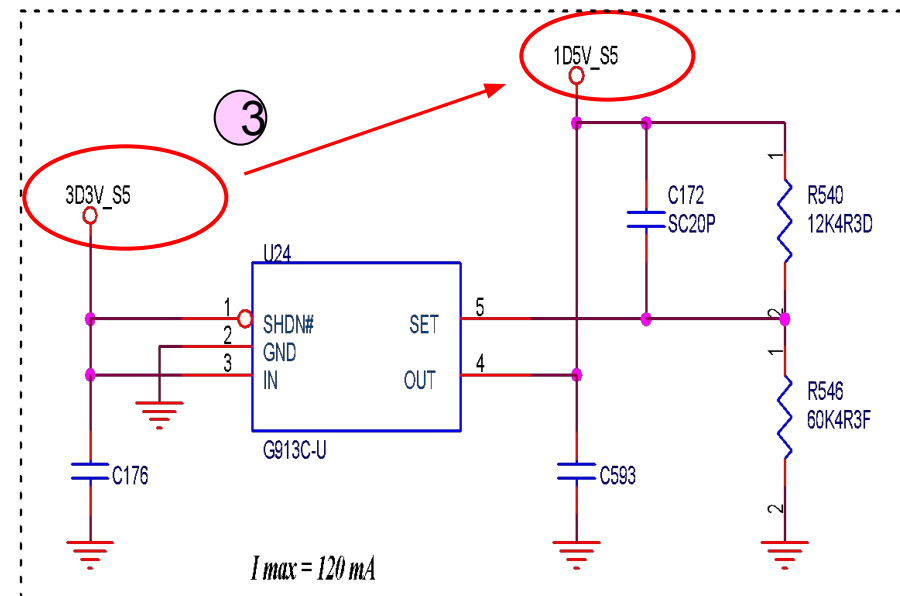 1D5V_S5
3
3D3V_S5
1
C172
SC20P
R540
12K4R3D
U24
1
SHDN#
2
GND
3
IN
SET
5
OUT
4
2
1
R546
60K4R3F
2
G913C-U
C176
C593
I max = 120 mA